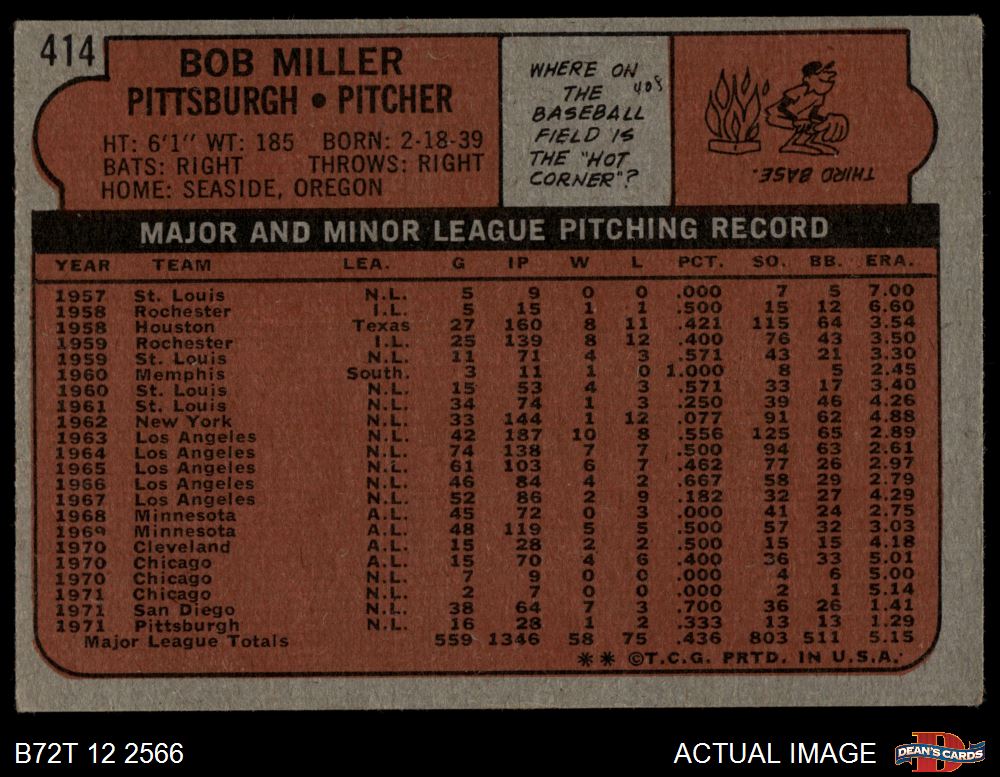 414
BOB MILLER
PITTSBURGH • PITCHER
HT: 6'1" WT: 185 BORN: 2-18-39
BATS: RIGHT THROWS: RIGHT
HOME: SEASIDE, OREGON
WHERE ON
THE
BASEBALL
FIELD IS
THE "HOT
CORNER"?
408
THIRD BASE.
MAJOR AND MINOR LEAGUE PITCHING RECORD
YEAR TEAM LEA. G IP W L PCT. SO. BB. ERA.
1957 St. Louis N.L. 5 9 0 0 .000 7 5 7.00
1958 Rochester I.L. 5 15 1 1 .500 15 12 6.60
1958 Houston Texas 27 160 8 11 .421 115 64 3.54
1959 Rochester I.L. 25 139 8 12 .400 76 43 3.50
1959 St. Louis N.L. 11 71 4 3 .571 43 21 3.30
1960 Memphis South. 3 11 1 0 1.000 8 5 2.45
1960 St. Louis N.L. 15 53 4 3 .571 33 17 3.40
1961 St. Louis N.L. 34 74 1 3 .250 39 46 4.26
1962 New York N.L. 33 144 1 12 .077 91 62 4.88
1963 Los Angeles N.L. 42 187 10 8 .556 125 65 2.89
1964 Los Angeles N.L. 74 138 7 7 .500 94 63 2.61
1965 Los Angeles N.L. 61 103 6 7 .462 77 26 2.97
1966 Los Angeles N.L. 46 84 4 2 .667 58 29 2.79
1967 Los Angeles N.L. 52 86 2 9 .182 32 27 4.29
1968 Minnesota A.L. 45 72 0 3 .000 41 24 2.75
1969 Minnesota A.L. 48 119 5 5 .500 57 32 3.03
1970 Cleveland A.L. 15 28 2 2 .500 15 15 4.18
1970 Chicago A.L. 15 70 4 6 .400 36 33 5.01
1970 Chicago N.L. 7 9 0 0 .000 4 6 5.00
1971 Chicago N.L. 2 7 0 0 .000 2 1 5.14
1971 San Diego N.L. 38 64 7 3 .700 36 26 1.41
1971 Pittsburgh N.L. 16 28 1 2 .333 13 13 1.29
Major League Totals 559 1346 58 75 .436 803 511 5.15
** ©T.C.G. PRTD. IN U.S.A.
B72T 12 2566
ACTUAL IMAGE
DEAN'S CARDS